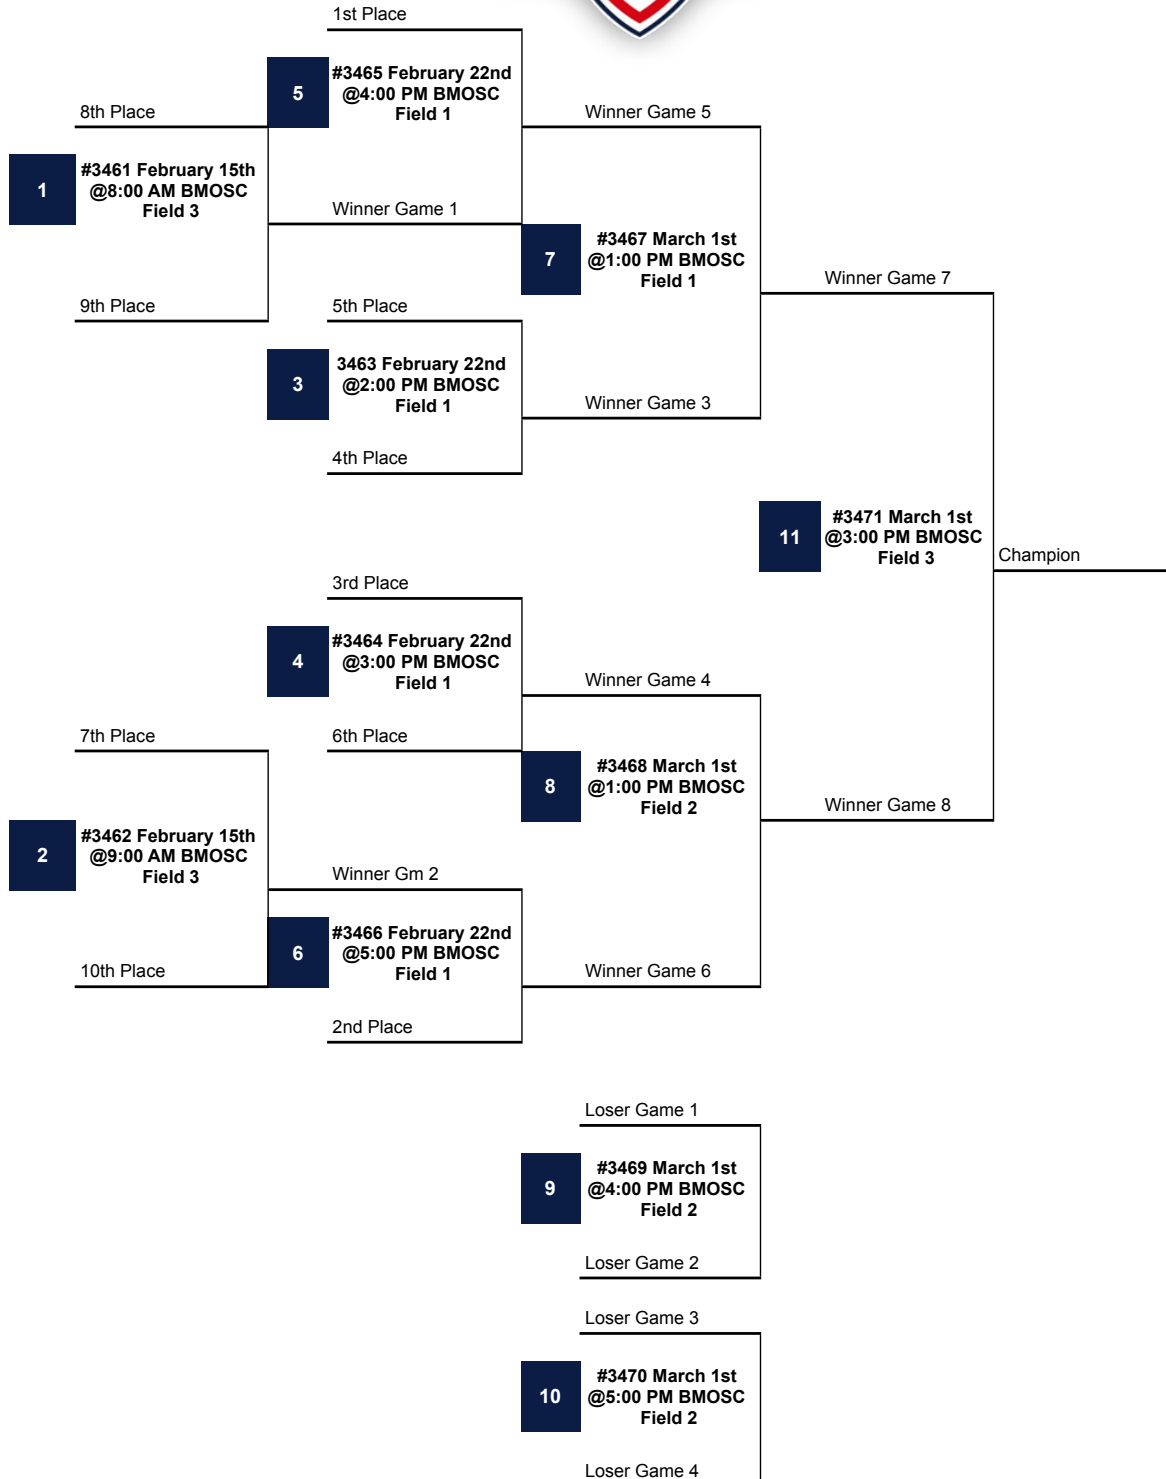 1st Place
5
#3465 February 22nd
@4:00 PM BMOSC
Field 1
8th Place
Winner Game 5
1
#3461 February 15th
@8:00 AM BMOSC
Field 3
Winner Game 1
7
#3467 March 1st
@1:00 PM BMOSC
Field 1
Winner Game 7
9th Place
5th Place
3
3463 February 22nd
@2:00 PM BMOSC
Field 1
Winner Game 3
4th Place
11
#3471 March 1st
@3:00 PM BMOSC
Field 3
Champion
3rd Place
4
#3464 February 22nd
@3:00 PM BMOSC
Field 1
Winner Game 4
7th Place
6th Place
8
#3468 March 1st
@1:00 PM BMOSC
Field 2
Winner Game 8
2
#3462 February 15th
@9:00 AM BMOSC
Field 3
Winner Gm 2
6
#3466 February 22nd
@5:00 PM BMOSC
Field 1
10th Place
Winner Game 6
2nd Place
Loser Game 1
9
#3469 March 1st
@4:00 PM BMOSC
Field 2
Loser Game 2
Loser Game 3
10
#3470 March 1st
@5:00 PM BMOSC
Field 2
Loser Game 4